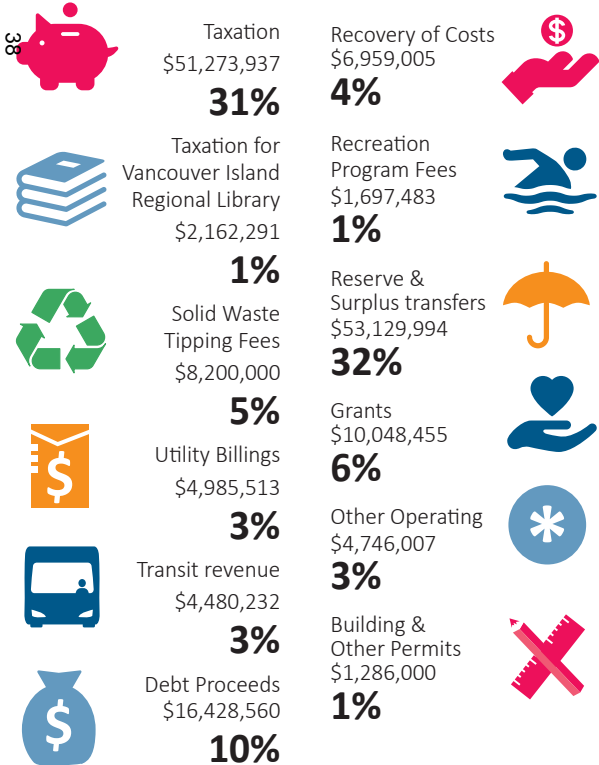 38
Taxation
$51,273,937
31%
Taxation for
Vancouver Island
Regional Library
$2,162,291
1%
Solid Waste
Tipping Fees
$8,200,000
5%
Utility Billings
$4,985,513
3%
$
Transit revenue
$4,480,232
3%
Debt Proceeds
$16,428,560
10%
$
Recovery of Costs
$6,959,005
4%
$
Recreation
Program Fees
$1,697,483
1%
Reserve &
Surplus transfers
$53,129,994
32%
Grants
$10,048,455
6%
Other Operating
$4,746,007
3%
*
Building &
Other Permits
$1,286,000
1%